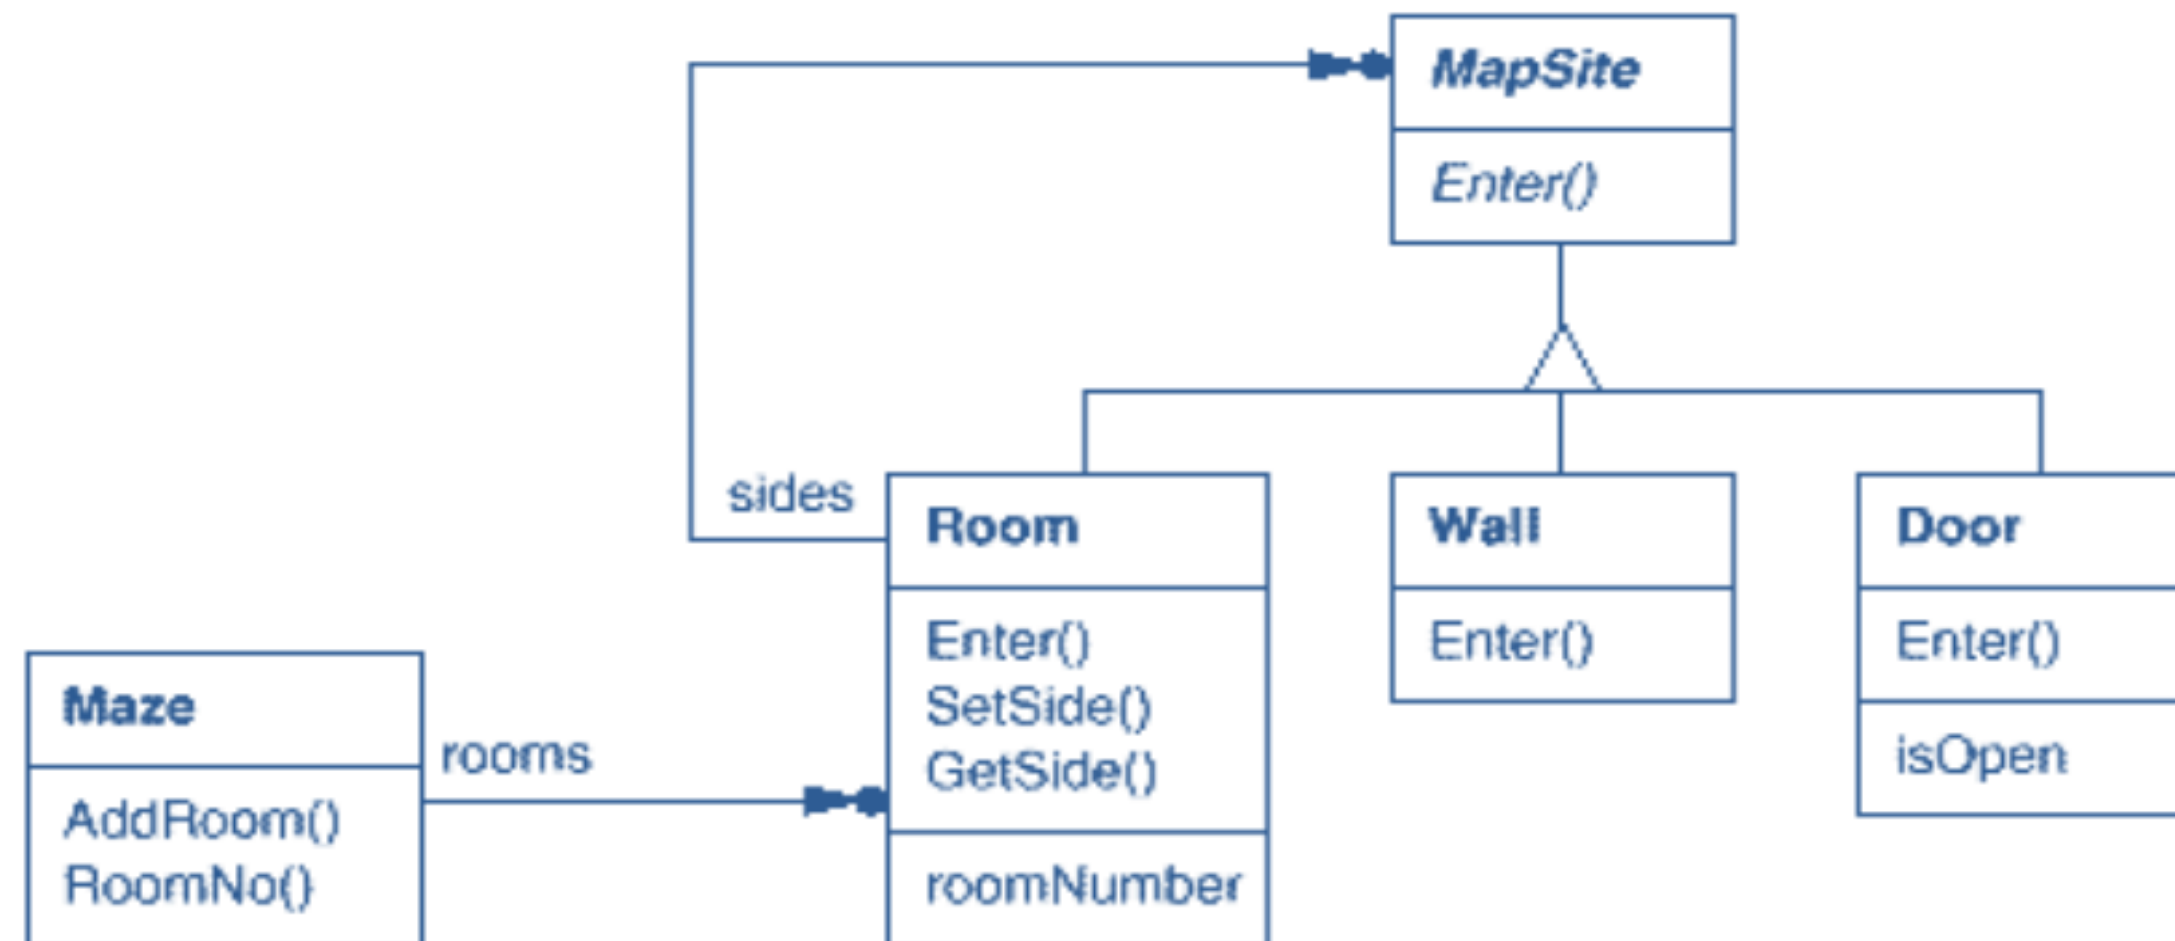 MapSite
Enter()
sides
Room
Enter()
SetSide()
GetSide()
roomNumber
Wall
Enter()
Door
Enter()
isOpen
Maze
AddRoom()
RoomNo()
rooms